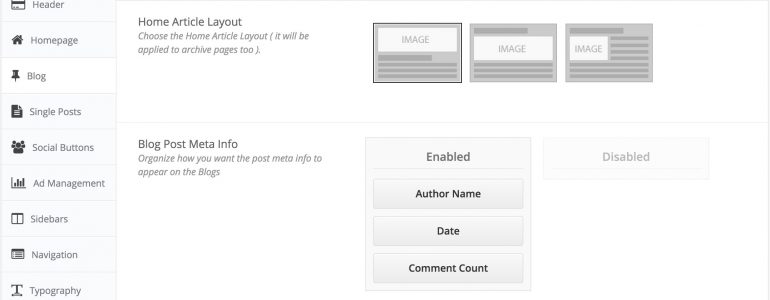 Header
Homepage
Blog
Single Posts
Social Buttons
Ad Management
Sidebars
Navigation
Typography
Home Article Layout
Choose the Home Article Layout ( it will
be applied to archive pages too ).
IMAGE
IMAGE
IMAGE
Blog Post Meta Info
Organize how you want the post meta info to
appear on the Blogs
Enabled
Author Name
Date
Comment Count
Disabled